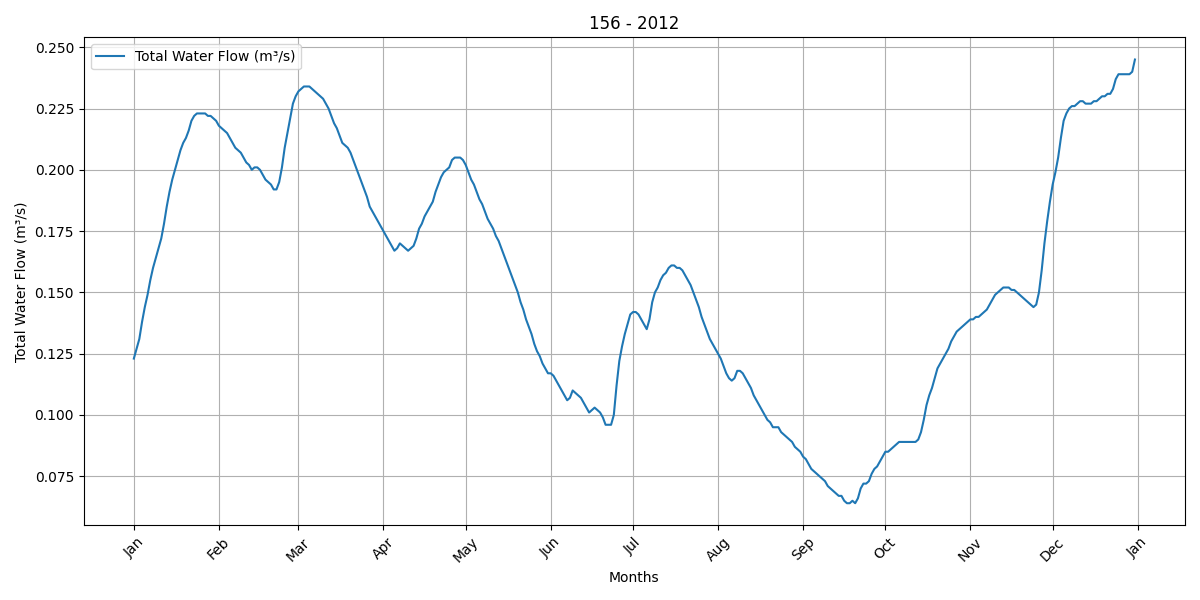 156 - 2012
Total Water Flow (m³/s)
0.250
0.225
0.200
0.175
0.150
0.125
0.100
0.075
Total Water Flow (m³/s)
Jan
Feb
Mar
Apr
May
Jun
Jul
Aug
Sep
Oct
Nov
Dec
Jan
Months